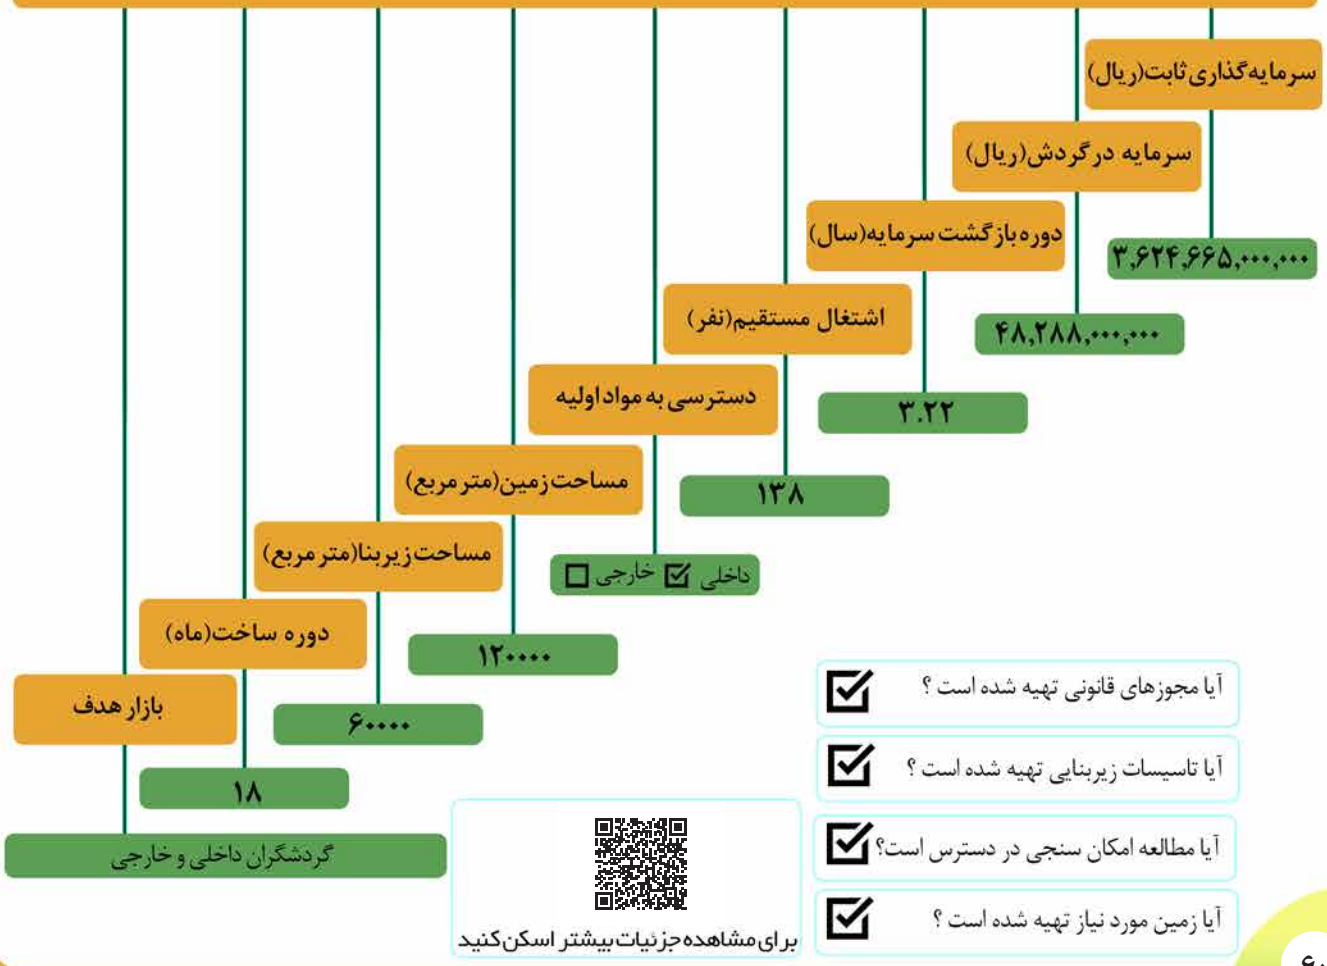 سرمایه‌گذاری ثابت(ریال)
۳,۶۲۴,۶۶۵,۰۰۰,۰۰۰
سرمایه در گردش(ریال)
۴۸,۲۸۸,۰۰۰,۰۰۰
دوره بازگشت سرمایه(سال)
۳.۲۲
اشتغال مستقیم(نفر)
۱۳۸
دسترسی به مواد اولیه
داخلی ☑ خارجی ☐
مساحت زمین(متر مربع)
۱۲۰۰۰۰
مساحت زیربنا(متر مربع)
۶۰۰۰۰
دوره ساخت(ماه)
۱۸
بازار هدف
گردشگران داخلی و خارجی
آیا مجوزهای قانونی تهیه شده است ؟ ☑
آیا تاسیسات زیربنایی تهیه شده است ؟ ☑
آیا مطالعه امکان سنجی در دسترس است؟ ☑
آیا زمین مورد نیاز تهیه شده است ؟ ☑
برای مشاهده جزئیات بیشتر اسکن کنید